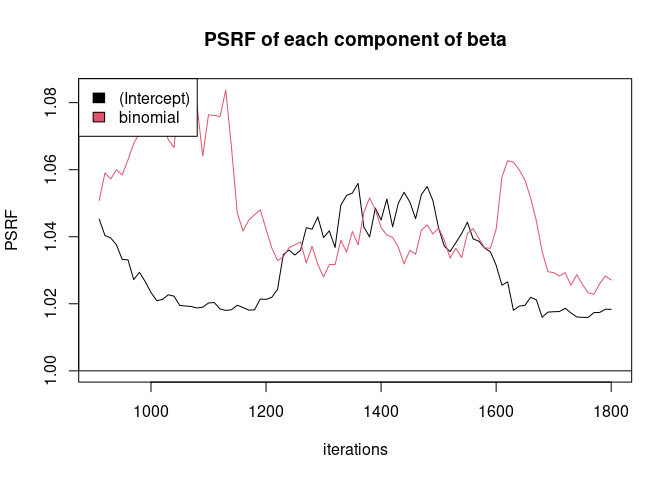 PSRF of each component of beta
(Intercept)
binomial
PSRF
1.08
1.06
1.04
1.02
1.00
1000 1200 1400 1600 1800
iterations